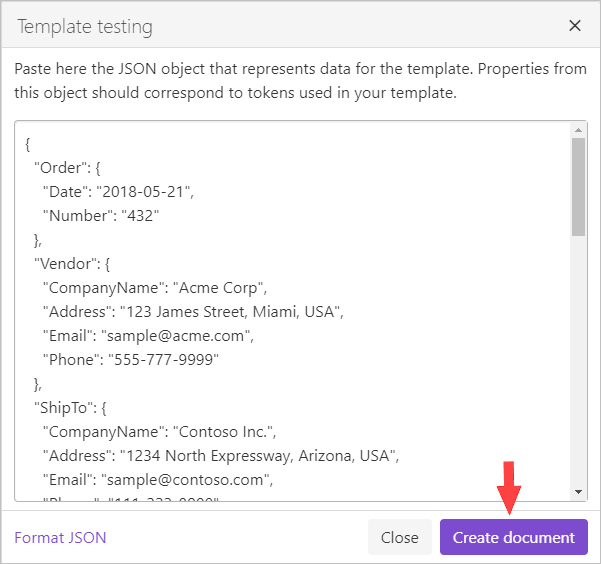 Template testing
Paste here the JSON object that represents data for the template. Properties from
this object should correspond to tokens used in your template.
{
"Order": {
"Date": "2018-05-21",
"Number": "432"
},
"Vendor": {
"CompanyName": "Acme Corp",
"Address": "123 James Street, Miami, USA",
"Email": "sample@acme.com",
"Phone": "555-777-9999"
},
"ShipTo": {
"CompanyName": "Contoso Inc.",
"Address": "1234 North Expressway, Arizona, USA",
"Email": "sample@contoso.com",
Format JSON
Close
Create document